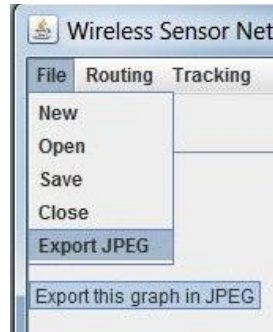 Wireless Sensor Net
File Routing Tracking
New
Open
Save
Close
Export JPEG
Export this graph in JPEG